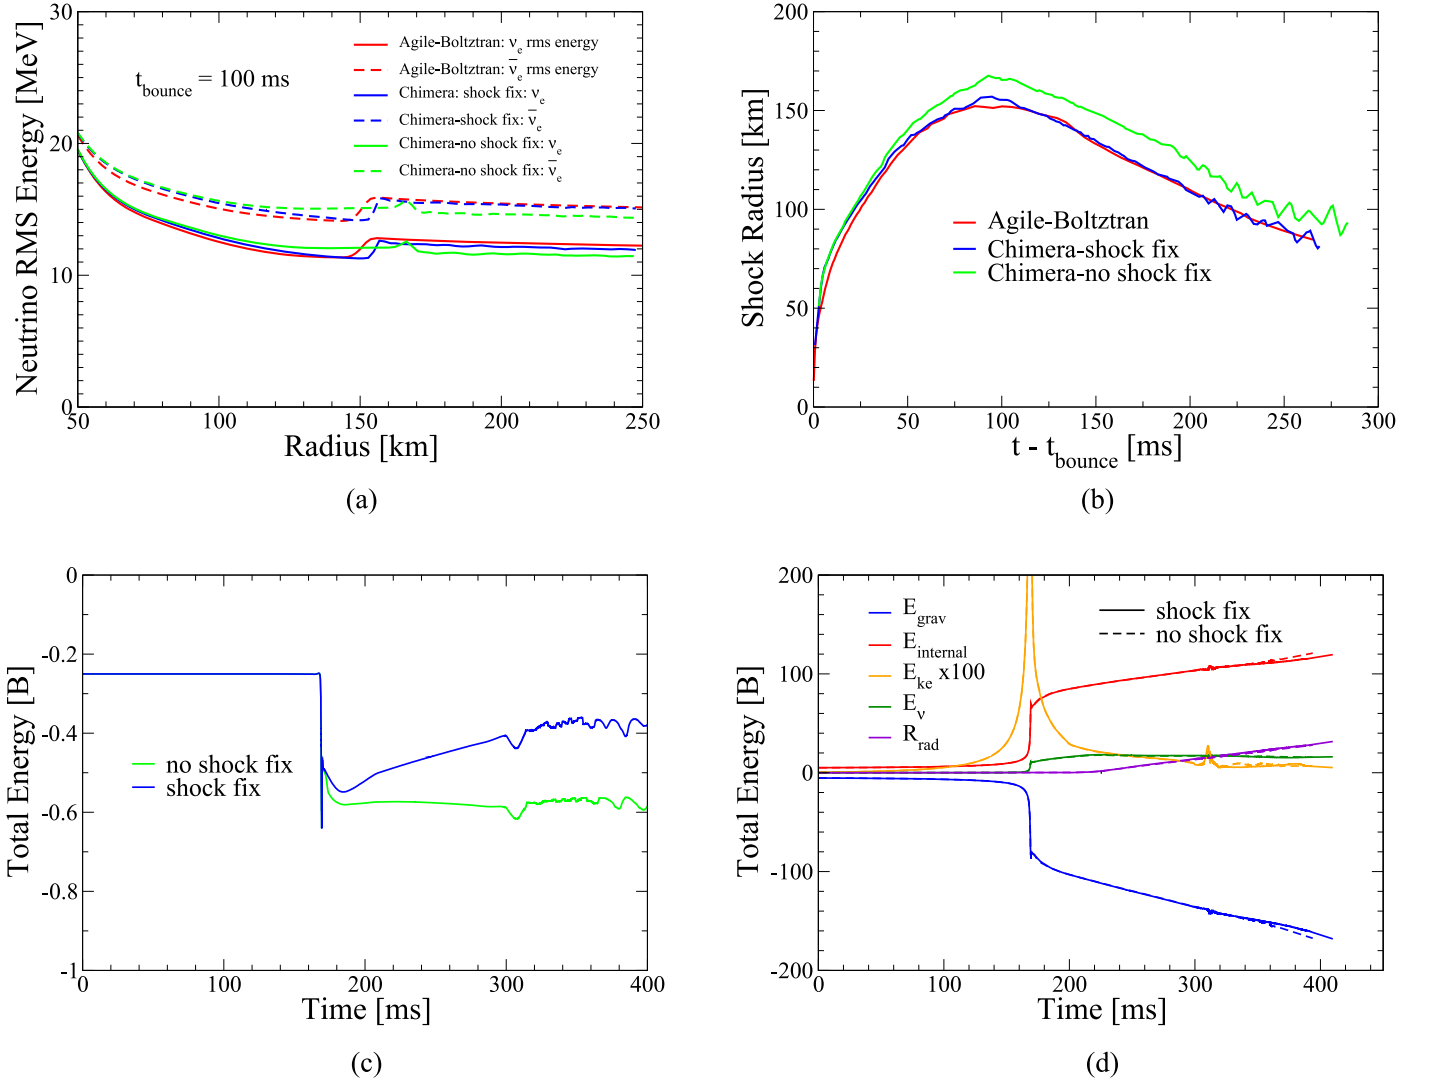 30
20
10
0
50
100
150
200
250
Neutrino RMS Energy [MeV]
Radius [km]
t_bounce = 100 ms
Agile-Boltztran: ν_e rms energy
Agile-Boltztran: ν̅_e rms energy
Chimera: shock fix: ν_e
Chimera-shock fix: ν̅_e
Chimera-no shock fix: ν_e
Chimera-no shock fix: ν̅_e
(a)
200
150
100
50
0
0
50
100
150
200
250
300
Shock Radius [km]
t - t_bounce [ms]
Agile-Boltztran
Chimera-shock fix
Chimera-no shock fix
(b)
0
-0.2
-0.4
-0.6
-0.8
-1
0
100
200
300
400
Total Energy [B]
Time [ms]
no shock fix
shock fix
(c)
200
100
0
-100
-200
0
100
200
300
400
Total Energy [B]
Time [ms]
E_grav
E_internal
E_ke x100
E_ν
R_rad
shock fix
no shock fix
(d)